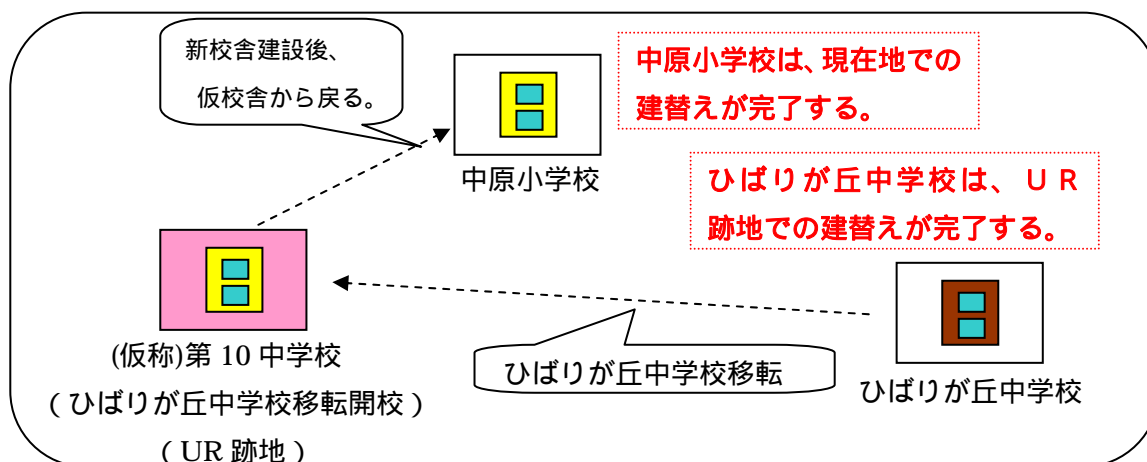 新校舎建設後、
仮校舎から戻る。
中原小学校は、現在地での
建替えが完了する。
中原小学校
ひばりが丘中学校は、ＵＲ
跡地での建替えが完了する。
(仮称)第 10 中学校
（ひばりが丘中学校移転開校）
（UR 跡地）
ひばりが丘中学校移転
ひばりが丘中学校